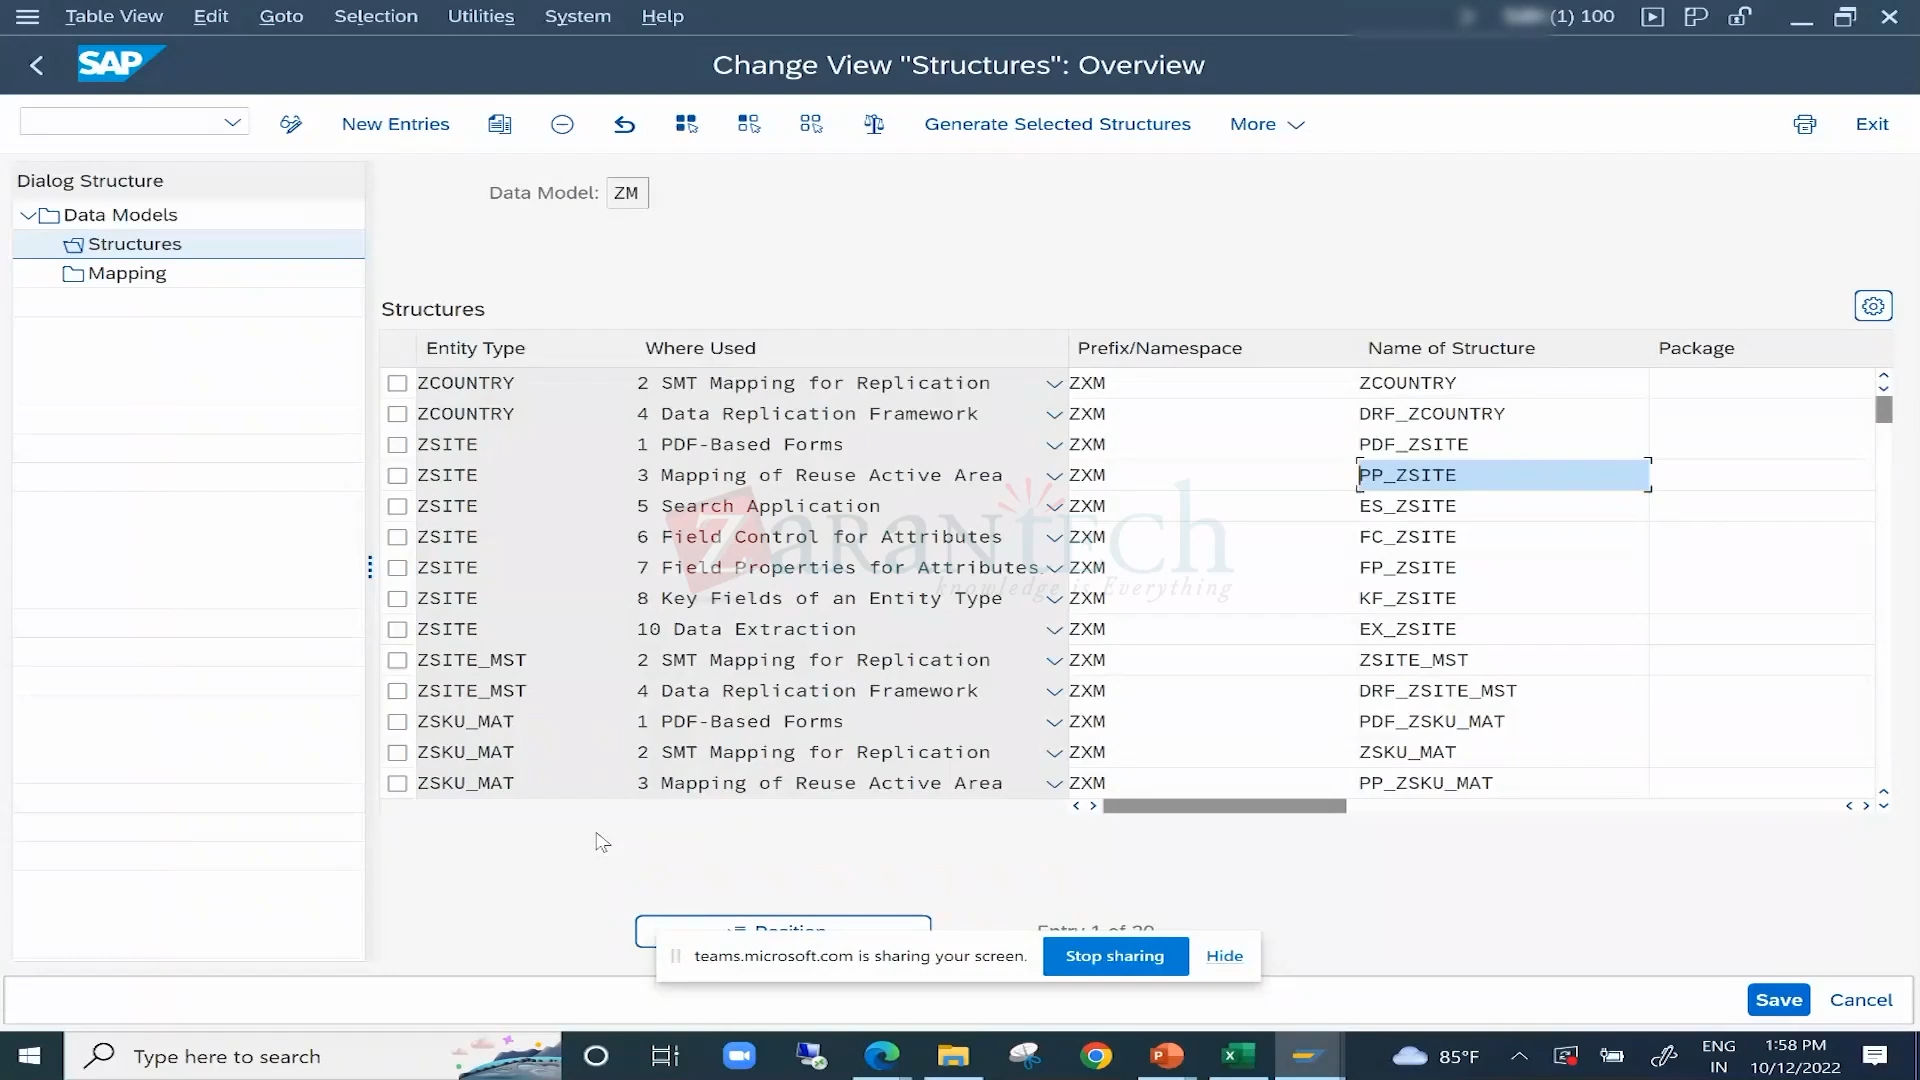 Table View Edit Goto Selection Utilities System Help (1) 100
SAP Change View "Structures": Overview
New Entries Generate Selected Structures More Exit
Dialog Structure
Data Models
Structures
Mapping
Data Model: ZM
Structures
Entity Type Where Used Prefix/Namespace Name of Structure Package
ZCOUNTRY 2 SMT Mapping for Replication ZXM ZCOUNTRY
ZCOUNTRY 4 Data Replication Framework ZXM DRF_ZCOUNTRY
ZSITE 1 PDF-Based Forms ZXM PDF_ZSITE
ZSITE 3 Mapping of Reuse Active Area ZXM PP_ZSITE
ZSITE 5 Search Application ZXM ES_ZSITE
ZSITE 6 Field Control for Attributes ZXM FC_ZSITE
ZSITE 7 Field Properties for Attributes ZXM FP_ZSITE
ZSITE 8 Key Fields of an Entity Type ZXM KF_ZSITE
ZSITE 10 Data Extraction ZXM EX_ZSITE
ZSITE_MST 2 SMT Mapping for Replication ZXM ZSITE_MST
ZSITE_MST 4 Data Replication Framework ZXM DRF_ZSITE_MST
ZSKU_MAT 1 PDF-Based Forms ZXM PDF_ZSKU_MAT
ZSKU_MAT 2 SMT Mapping for Replication ZXM ZSKU_MAT
ZSKU_MAT 3 Mapping of Reuse Active Area ZXM PP_ZSKU_MAT
ZaranTech
knowledge is Everything
Position Entry 1 of
teams.microsoft.com is sharing your screen. Stop sharing Hide
Save Cancel
Type here to search 85°F ENG IN 1:58 PM 10/12/2022